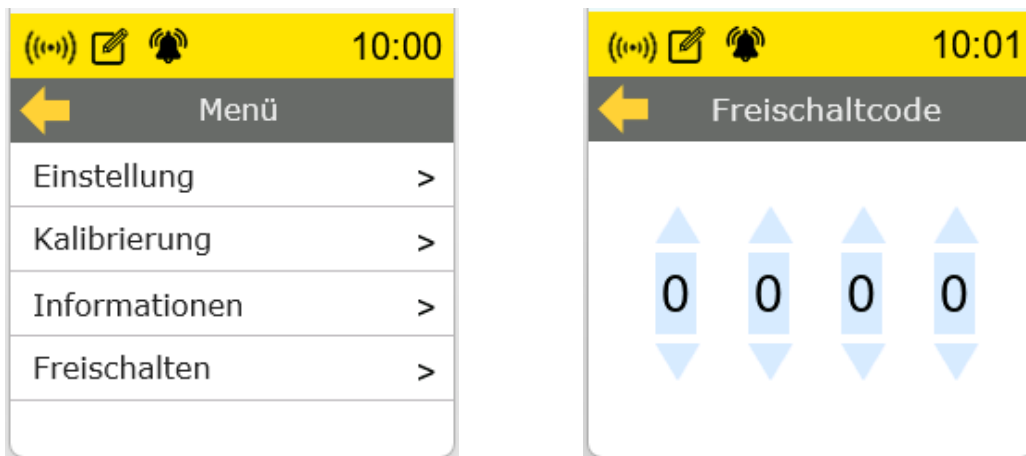 10:00
Menü
Einstellung >
Kalibrierung >
Informationen >
Freischalten >
10:01
Freischaltcode
0 0 0 0